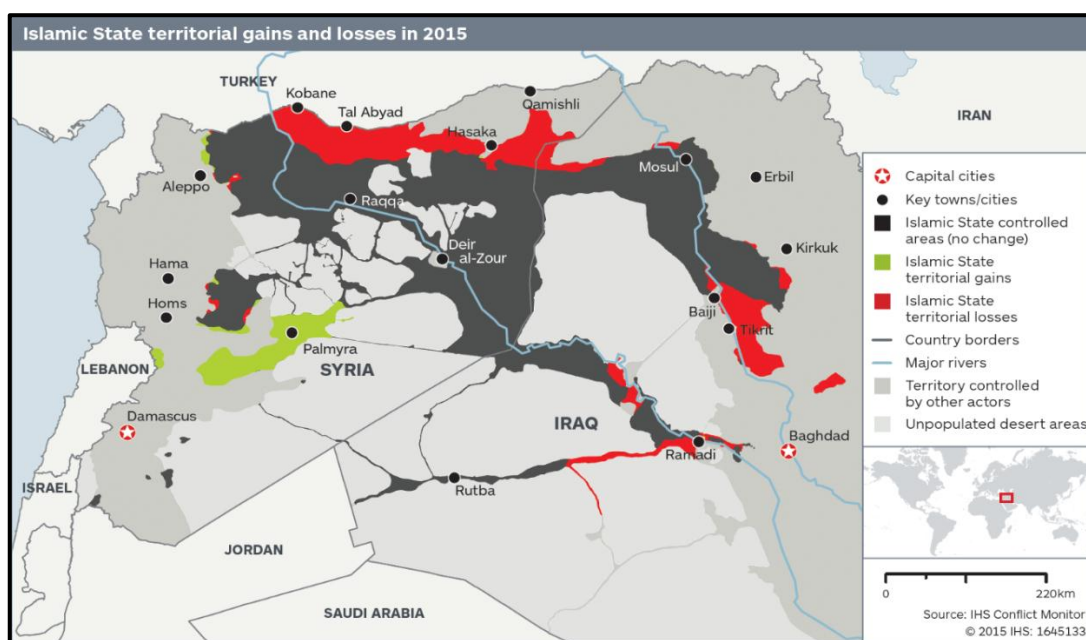 Islamic State territorial gains and losses in 2015
TURKEY
Kobane
Tal Abyad
Qamishli
Hasaka
IRAN
Mosul
Erbil
Aleppo
Raqqa
Kirkuk
Deir
al-Zour
Hama
Homs
Baiji
Tikrit
Palmyra
LEBANON
SYRIA
Damascus
IRAQ
Ramadi
Baghdad
ISRAEL
Rutba
JORDAN
SAUDI ARABIA
Capital cities
Key towns/cities
Islamic State controlled
areas (no change)
Islamic State
territorial gains
Islamic State
territorial losses
Country borders
Major rivers
Territory controlled
by other actors
Unpopulated desert areas
0
220km
Source: IHS Conflict Monitor
© 2015 IHS: 1645133